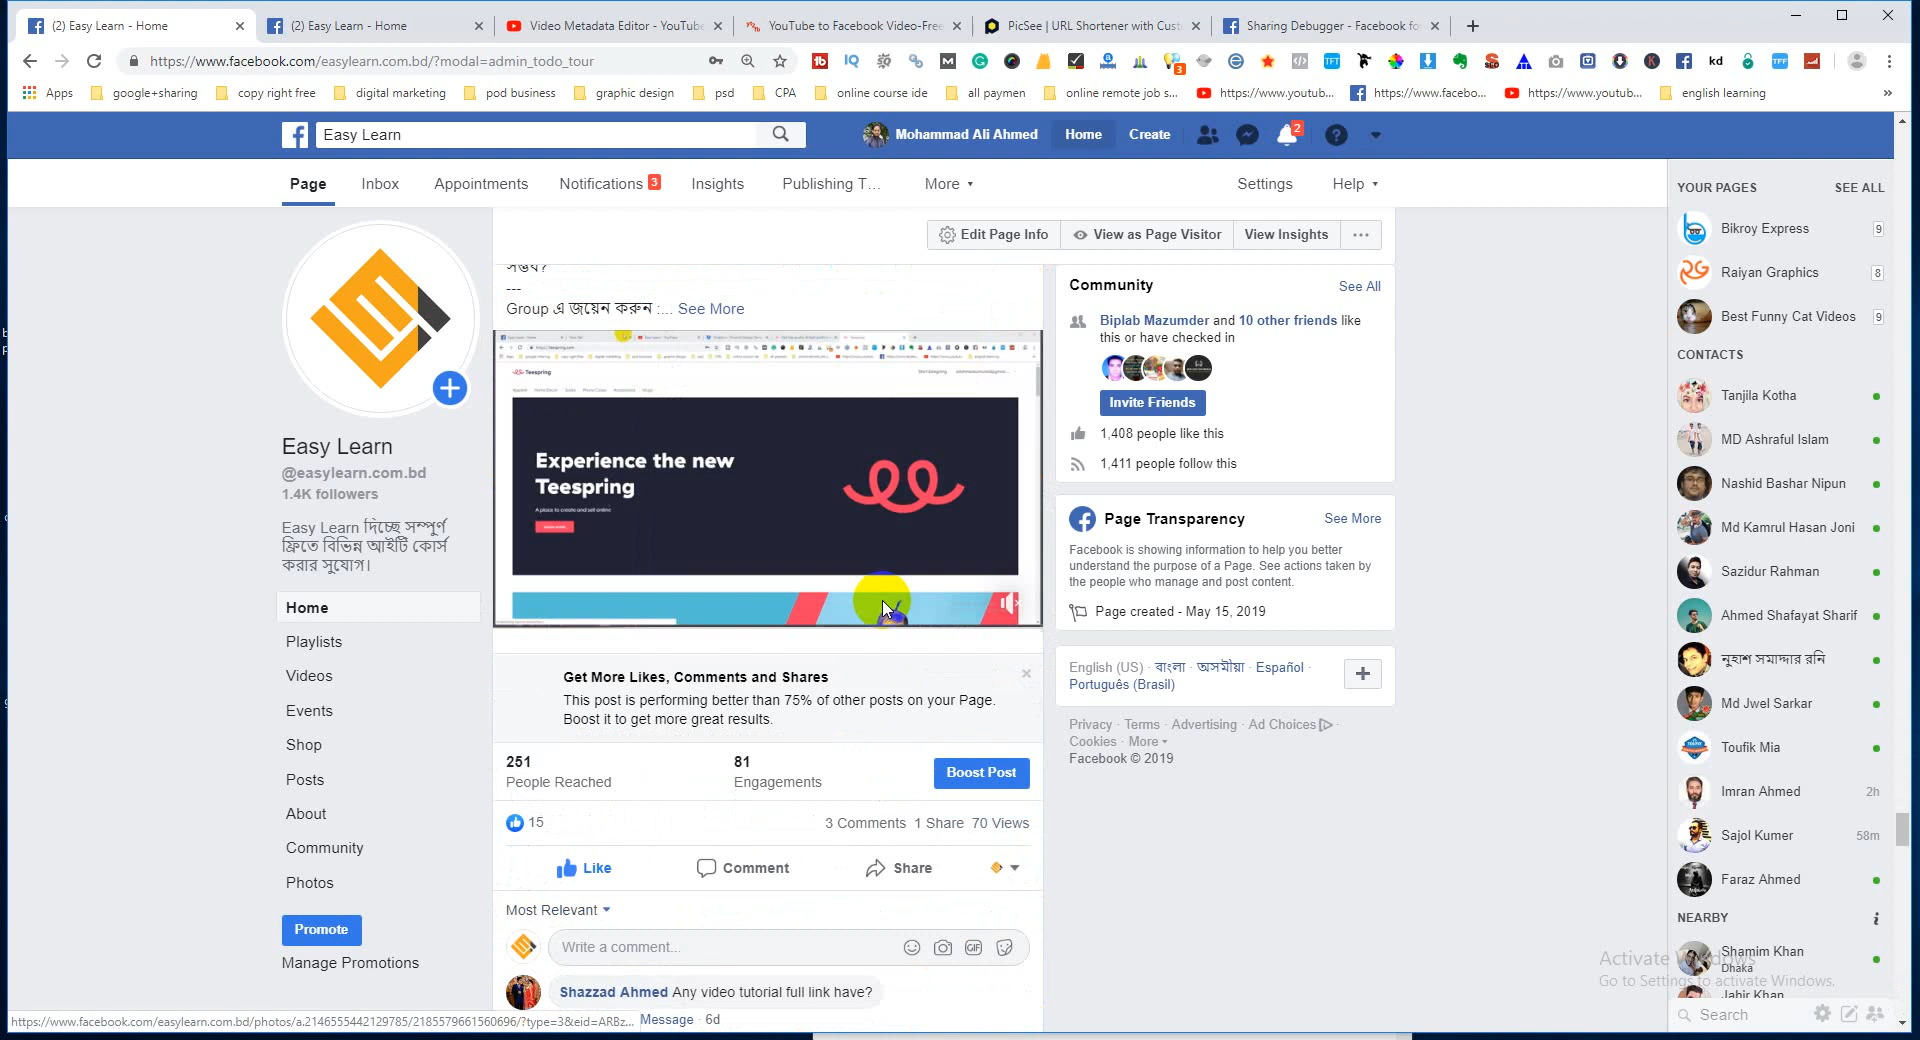 (2) Easy Learn - Home
(2) Easy Learn - Home
Video Metadata Editor - YouTube
YouTube to Facebook Video-Free
PicSee | URL Shortener with Cust
Sharing Debugger - Facebook fo
https://www.facebook.com/easylearn.com.bd/?modal=admin_todo_tour
Apps
google+sharing
copy right free
digital marketing
pod business
graphic design
psd
CPA
online course ide
all paymen
online remote job s...
https://www.youtub...
https://www.facebo...
https://www.youtub...
english learning
Easy Learn
Mohammad Ali Ahmed
Home
Create
2
Page
Inbox
Appointments
Notifications 3
Insights
Publishing T...
More
Settings
Help
Edit Page Info
View as Page Visitor
View Insights
Easy Learn
@easylearn.com.bd
1.4K followers
Easy Learn দিচ্ছে সম্পুর্ণ
ফ্রিতে বিভিন্ন আইটি কোর্স
করার সুযোগ।
Home
Playlists
Videos
Events
Shop
Posts
About
Community
Photos
Promote
Manage Promotions
---
Group এ জয়েন করুন :... See More
Teespring
Experience the new
Teespring
A place to create and sell online
Get More Likes, Comments and Shares
This post is performing better than 75% of other posts on your Page.
Boost it to get more great results.
251
People Reached
81
Engagements
Boost Post
15
3 Comments 1 Share 70 Views
Like
Comment
Share
Most Relevant
Write a comment...
GIF
Shazzad Ahmed Any video tutorial full link have?
Message · 6d
https://www.facebook.com/easylearn.com.bd/photos/a.2146555442129785/2185579661560696/?type=3&eid=ARBz...
Community
See All
Biplab Mazumder and 10 other friends like
this or have checked in
Invite Friends
1,408 people like this
1,411 people follow this
Page Transparency
See More
Facebook is showing information to help you better
understand the purpose of a Page. See actions taken by
the people who manage and post content.
Page created - May 15, 2019
English (US) · বাংলা · অসমীয়া · Español ·
Português (Brasil)
Privacy · Terms · Advertising · Ad Choices ·
Cookies · More
Facebook © 2019
YOUR PAGES
SEE ALL
Bikroy Express
9
Raiyan Graphics
8
Best Funny Cat Videos
9
CONTACTS
Tanjila Kotha
MD Ashraful Islam
Nashid Bashar Nipun
Md Kamrul Hasan Joni
Sazidur Rahman
Ahmed Shafayat Sharif
নুহাশ সমাদ্দার রনি
Md Jwel Sarkar
Toufik Mia
Imran Ahmed
2h
Sajol Kumer
58m
Faraz Ahmed
NEARBY
Shamim Khan
Dhaka
Jahir Khan
Activate Windows
Go to Settings to activate Windows.
Search